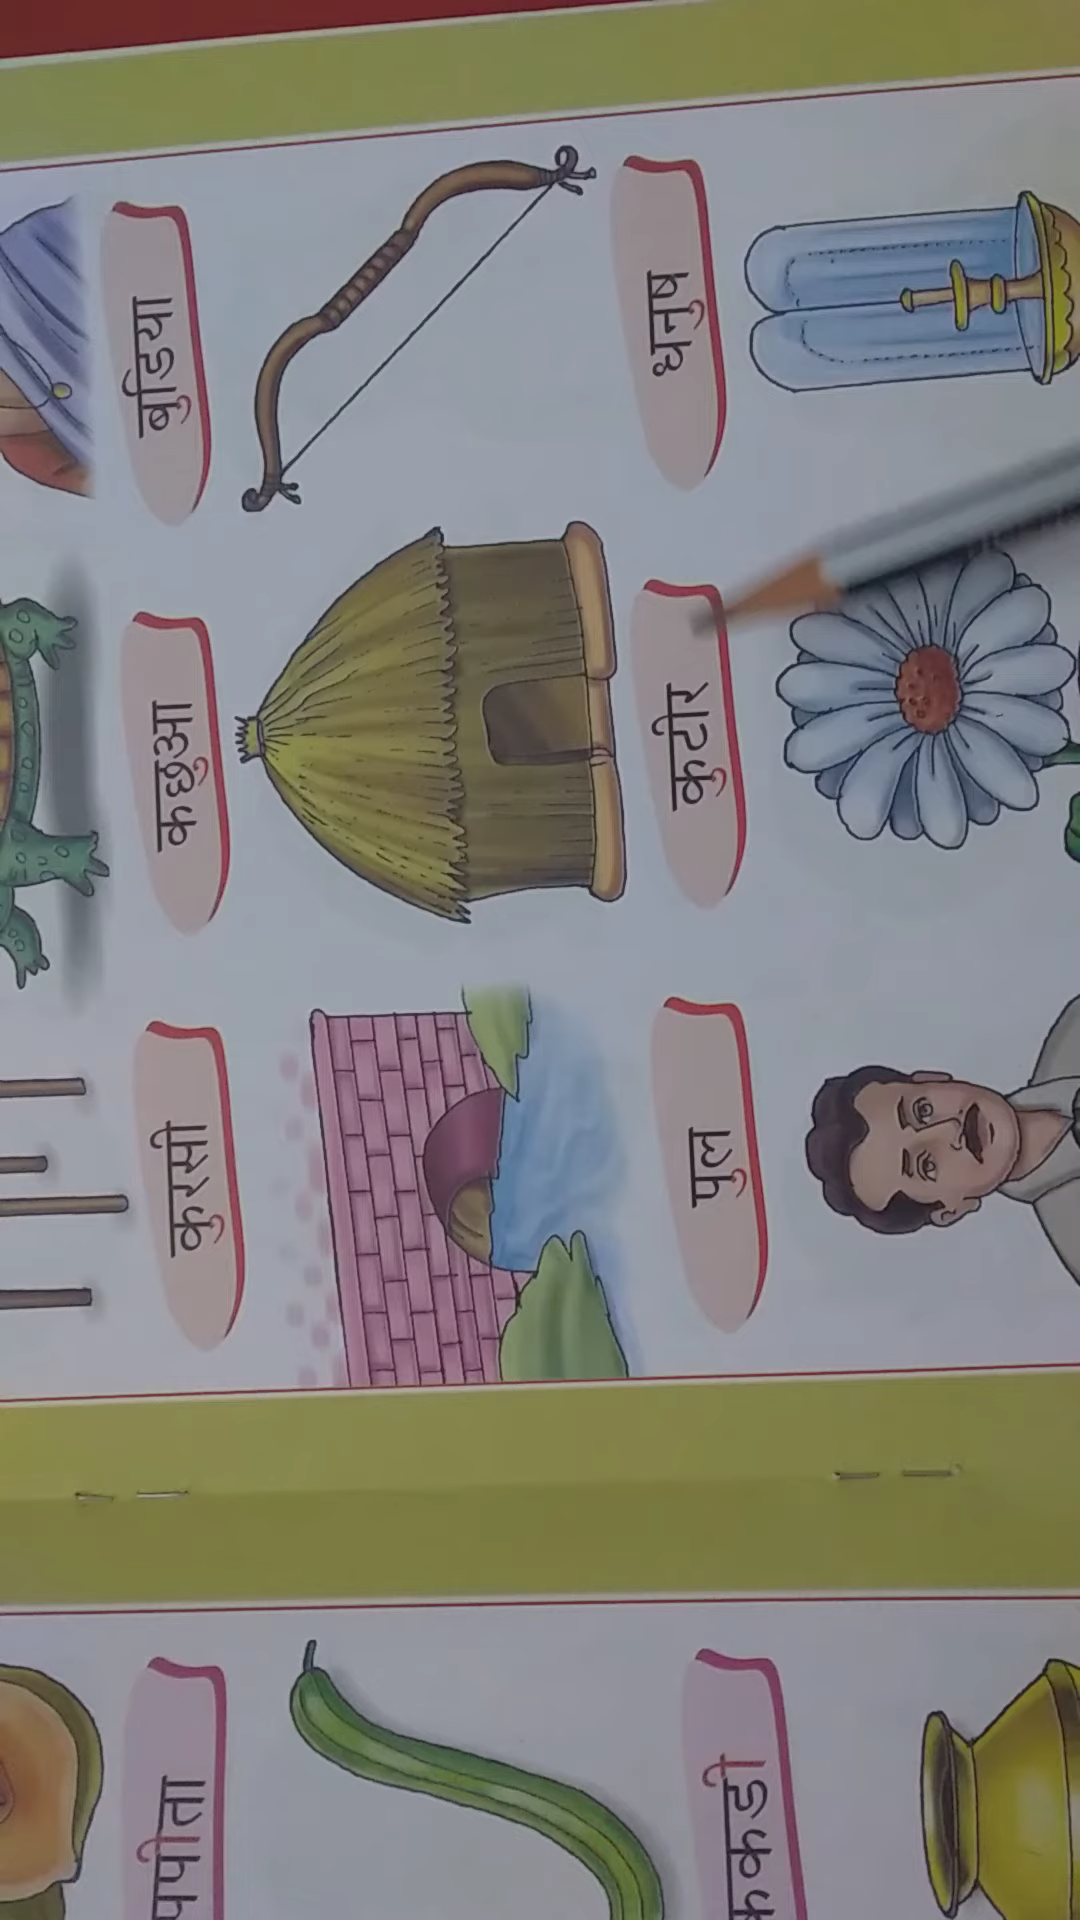 पपीता
ककडी
कुरसी
कछुआ
बुडिया
पुल
कुटीर
धनुष